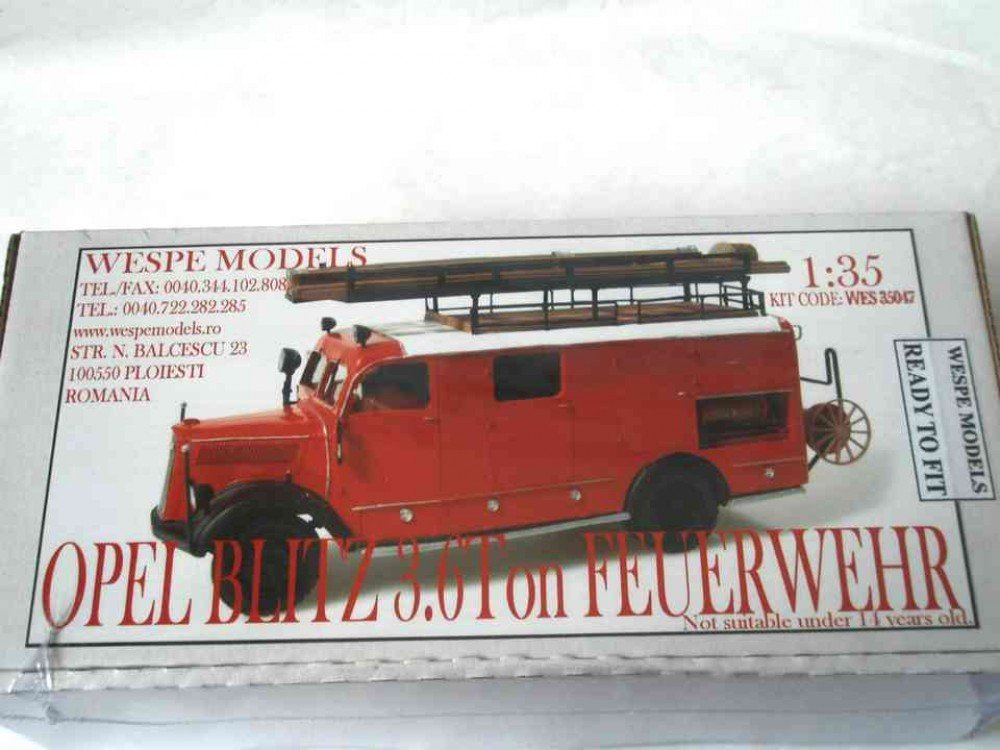 WESPE MODELS
TEL./FAX: 0040.344.102.808
TEL.: 0040.722.282.285
www.wespemodels.ro
STR. N. BALCESCU 23
100550 PLOIESTI
ROMANIA
1:35
KIT CODE: WES 35047
WESPE MODELS
READY TO FIT
OPEL BLITZ 3.6Ton FEUERWEHR
Not suitable under 14 years old.